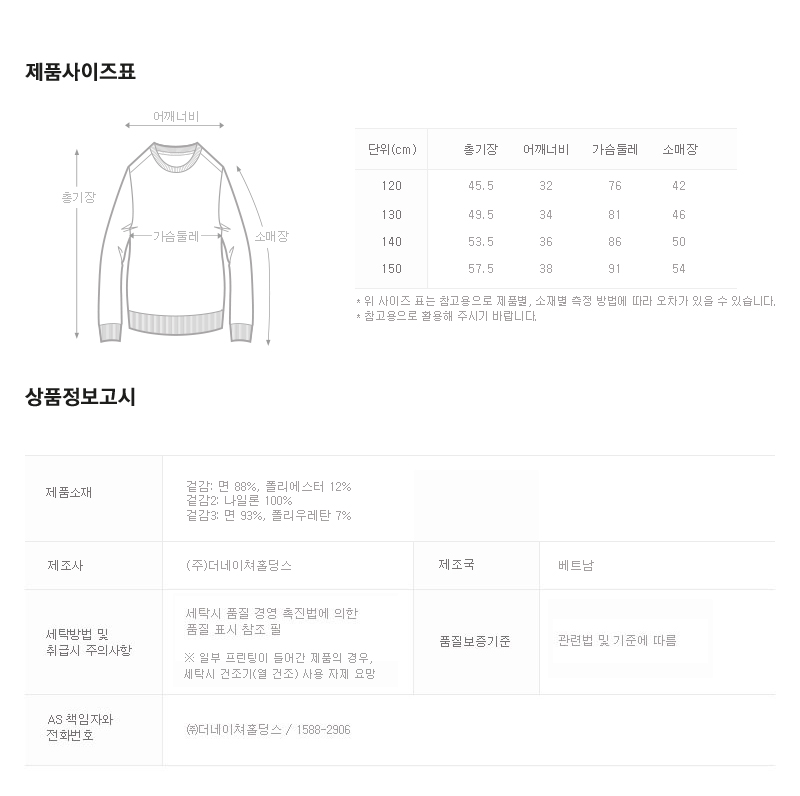 제품사이즈표
어깨너비
총기장
가슴둘레
소매장
단위(cm) 총기장 어깨너비 가슴둘레 소매장
120 45.5 32 76 42
130 49.5 34 81 46
140 53.5 36 86 50
150 57.5 38 91 54
* 위 사이즈 표는 참고용으로 제품별, 소재별 측정 방법에 따라 오차가 있을 수 있습니다.
* 참고용으로 활용해 주시기 바랍니다.
상품정보고시
제품소재
겉감: 면 88%, 폴리에스터 12%
겉감2: 나일론 100%
겉감3: 면 93%, 폴리우레탄 7%
제조사 (주)더네이쳐홀딩스 제조국 베트남
세탁방법 및
취급시 주의사항
세탁시 품질 경영 촉진법에 의한
품질 표시 참조 필
※ 일부 프린팅이 들어간 제품의 경우,
세탁시 건조기(열 건조) 사용 자제 요망
품질보증기준 관련법 및 기준에 따름
AS 책임자와
전화번호
㈜더네이쳐홀딩스 / 1588-2906